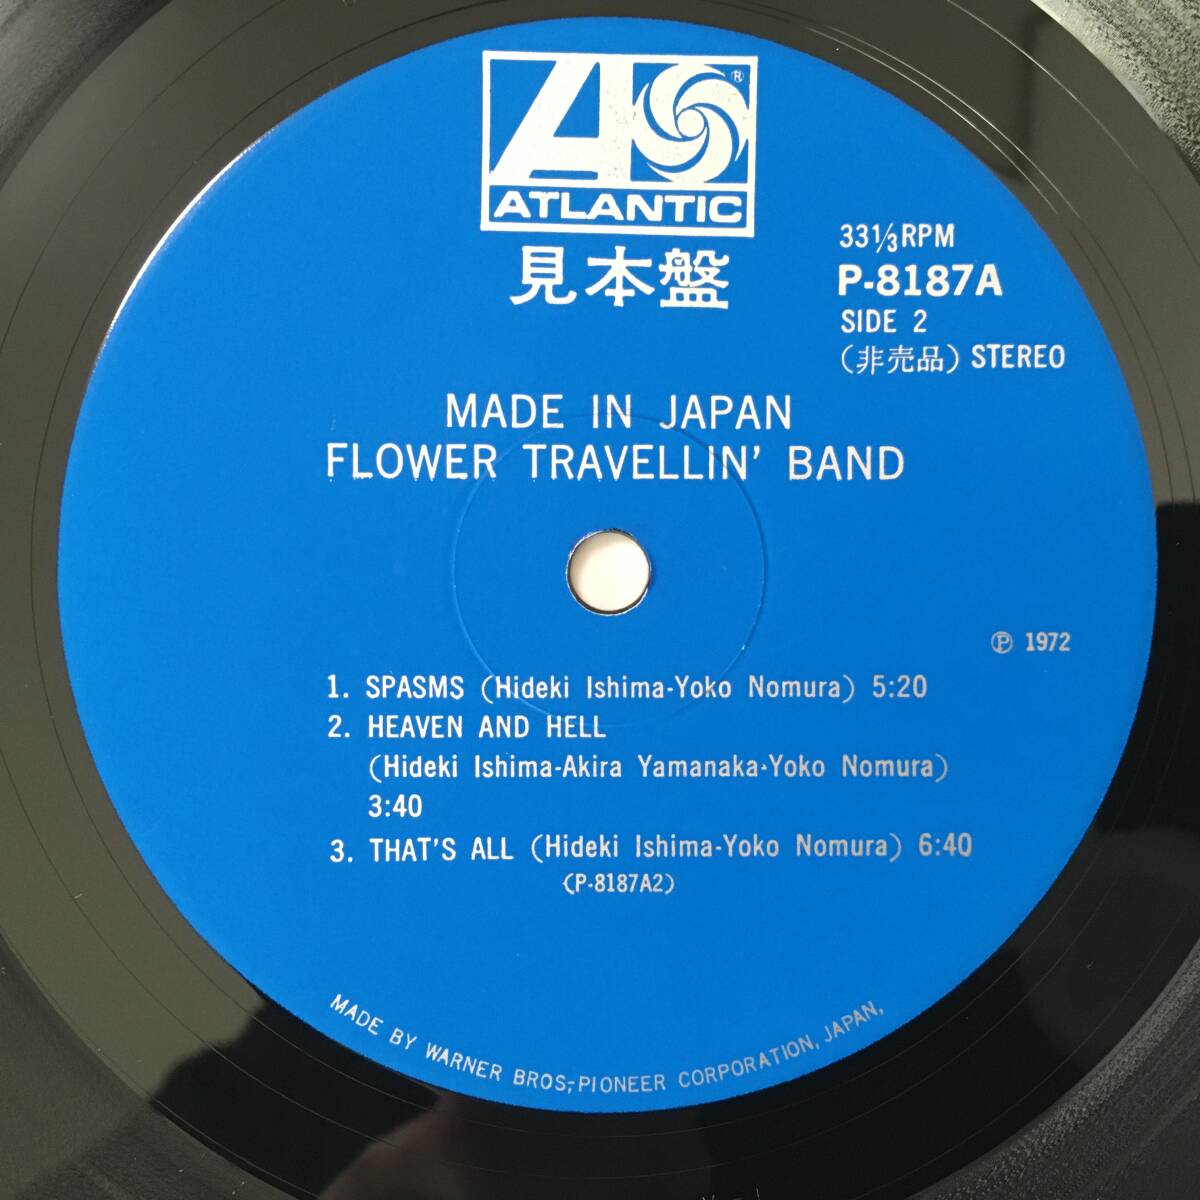 ATLANTIC
®
見本盤
33⅓RPM
P-8187A
SIDE 2
(非売品) STEREO
MADE IN JAPAN
FLOWER TRAVELLIN' BAND
Ⓟ 1972
1. SPASMS (Hideki Ishima-Yoko Nomura) 5:20
2. HEAVEN AND HELL
(Hideki Ishima-Akira Yamanaka-Yoko Nomura)
3:40
3. THAT'S ALL (Hideki Ishima-Yoko Nomura) 6:40
(P-8187A2)
MADE BY WARNER BROS,-PIONEER CORPORATION, JAPAN,